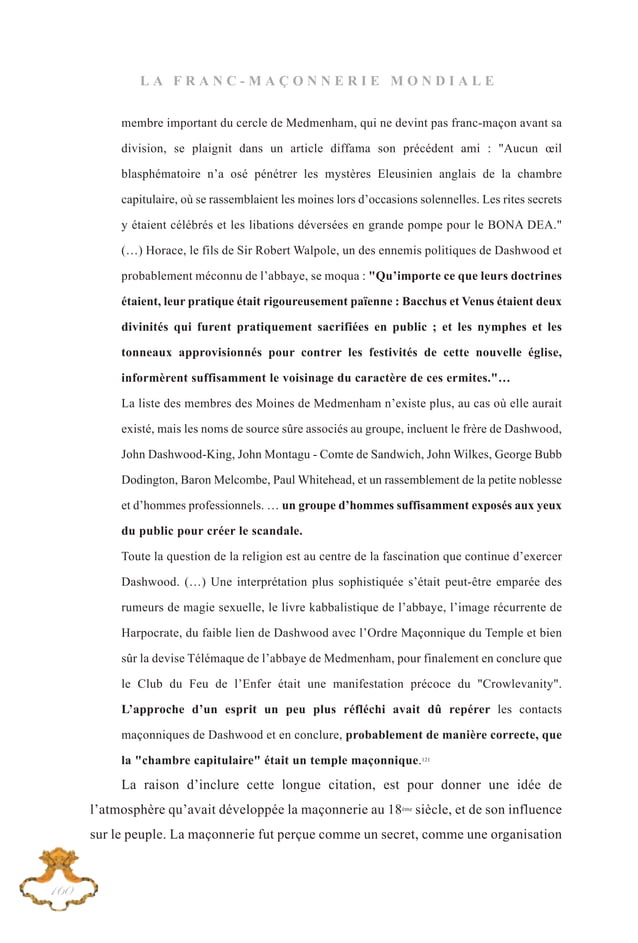 LA FRANC-MAÇONNERIE MONDIALE
membre important du cercle de Medmenham, qui ne devint pas franc-maçon avant sa
division, se plaignit dans un article diffama son précédent ami : "Aucun œil
blasphématoire n’a osé pénétrer les mystères Eleusinien anglais de la chambre
capitulaire, où se rassemblaient les moines lors d’occasions solennelles. Les rites secrets
y étaient célébrés et les libations déversées en grande pompe pour le BONA DEA."
(…) Horace, le fils de Sir Robert Walpole, un des ennemis politiques de Dashwood et
probablement méconnu de l’abbaye, se moqua : "Qu’importe ce que leurs doctrines
étaient, leur pratique était rigoureusement païenne : Bacchus et Venus étaient deux
divinités qui furent pratiquement sacrifiées en public ; et les nymphes et les
tonneaux approvisionnés pour contrer les festivités de cette nouvelle église,
informèrent suffisamment le voisinage du caractère de ces ermites."…
La liste des membres des Moines de Medmenham n’existe plus, au cas où elle aurait
existé, mais les noms de source sûre associés au groupe, incluent le frère de Dashwood,
John Dashwood-King, John Montagu - Comte de Sandwich, John Wilkes, George Bubb
Dodington, Baron Melcombe, Paul Whitehead, et un rassemblement de la petite noblesse
et d’hommes professionnels. … un groupe d’hommes suffisamment exposés aux yeux
du public pour créer le scandale.
Toute la question de la religion est au centre de la fascination que continue d’exercer
Dashwood. (…) Une interprétation plus sophistiquée s’était peut-être emparée des
rumeurs de magie sexuelle, le livre kabbalistique de l’abbaye, l’image récurrente de
Harpocrate, du faible lien de Dashwood avec l’Ordre Maçonnique du Temple et bien
sûr la devise Télémaque de l’abbaye de Medmenham, pour finalement en conclure que
le Club du Feu de l’Enfer était une manifestation précoce du "Crowlevanity".
L’approche d’un esprit un peu plus réfléchi avait dû repérer les contacts
maçonniques de Dashwood et en conclure, probablement de manière correcte, que
la "chambre capitulaire" était un temple maçonnique.121
La raison d’inclure cette longue citation, est pour donner une idée de
l’atmosphère qu’avait développée la maçonnerie au 18ème siècle, et de son influence
sur le peuple. La maçonnerie fut perçue comme un secret, comme une organisation
160